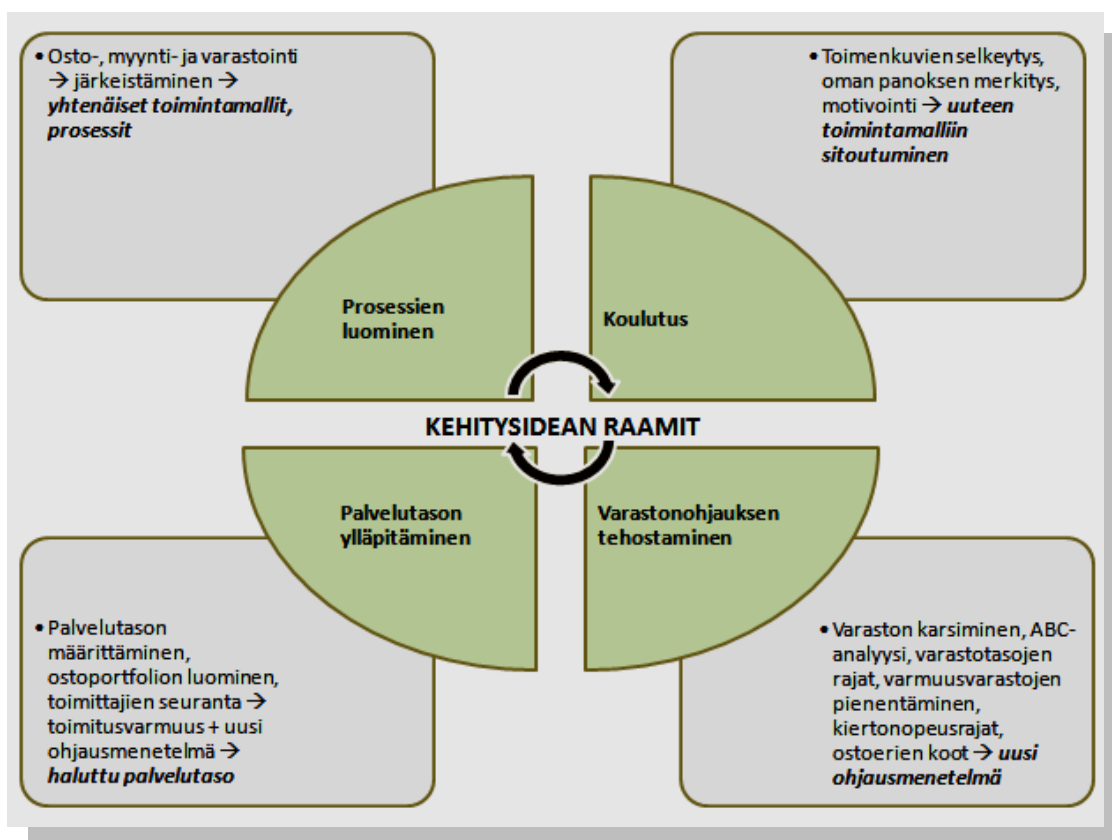 • Osto-, myynti- ja varastointi
→ järkeistäminen →
yhtenäiset toimintamallit,
prosessit
• Toimenkuvien selkeytys,
oman panoksen merkitys,
motivointi → uuteen
toimintamalliin
sitoutuminen
Prosessien
luominen
Koulutus
KEHITYSIDEAN RAAMIT
Palvelutason
ylläpitäminen
Varastonohjauksen
tehostaminen
• Palvelutason
määrittäminen,
ostoportfolion luominen,
toimittajien seuranta →
toimitusvarmuus + uusi
ohjausmenetelmä →
haluttu palvelutaso
• Varaston karsiminen, ABC-
analyysi, varastotasojen
rajat, varmuusvarastojen
pienentäminen,
kiertonopeusrajat,
ostoerien koot → uusi
ohjausmenetelmä